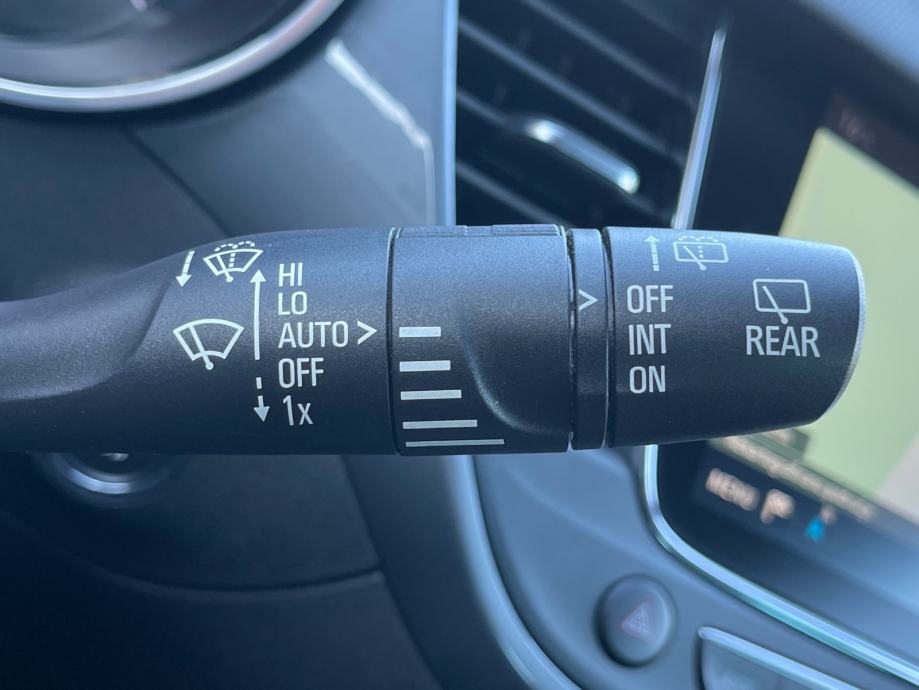 HI
LO
AUTO >
OFF
1x
>
OFF
INT
ON
REAR
MENU